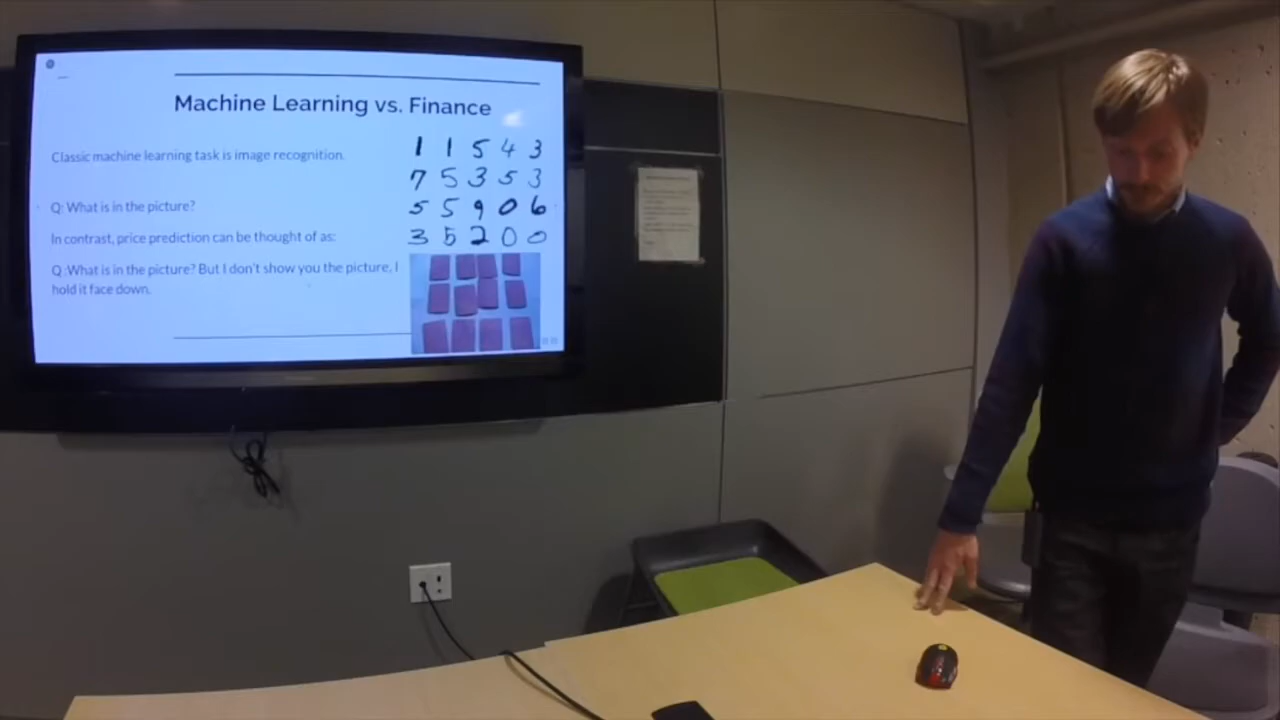 Machine Learning vs. Finance
Classic machine learning task is image recognition.
Q: What is in the picture?
In contrast, price prediction can be thought of as:
Q :What is in the picture? But I don't show you the picture, I
hold it face down.
1 1 5 4 3
7 5 3 5 3
5 5 9 0 6
3 5 2 0 0